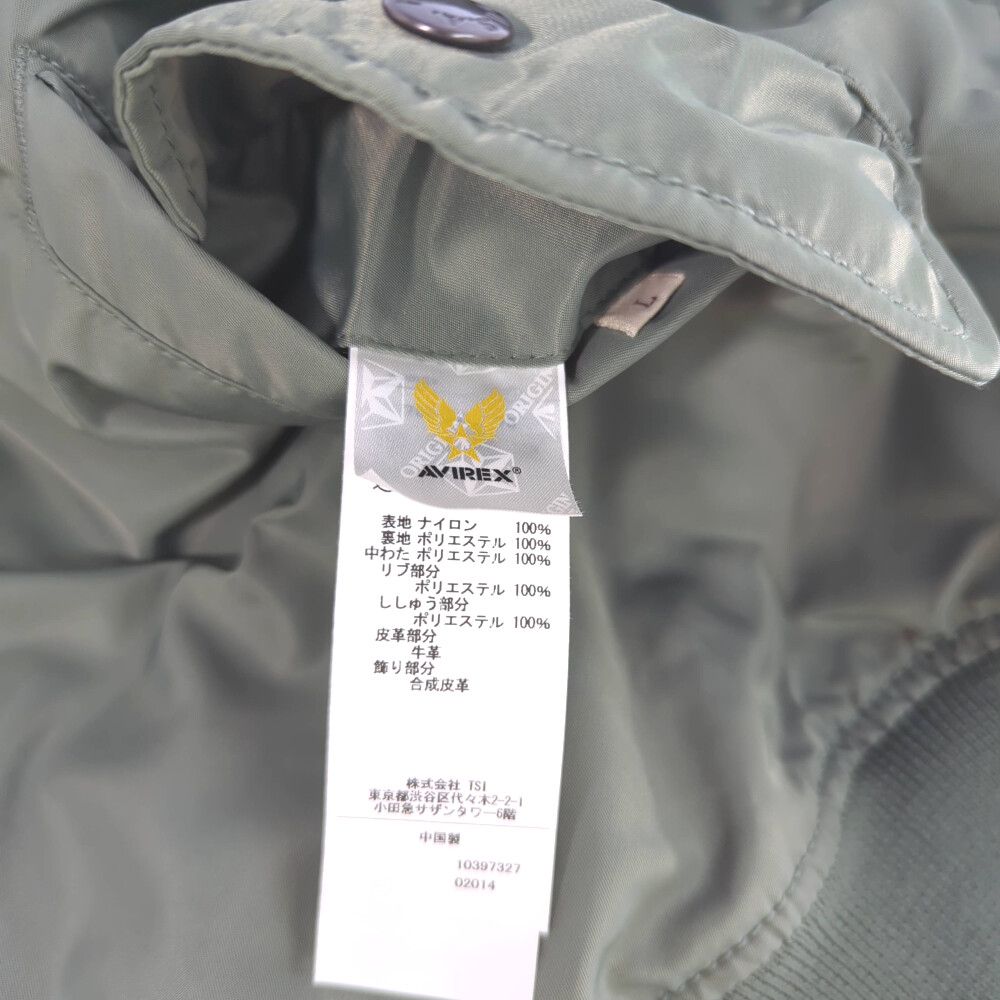 L
ORIGIN
ORIGIN
AVIREX®
表地 ナイロン 100%
裏地 ポリエステル 100%
中わた ポリエステル 100%
リブ部分
ポリエステル 100%
ししゅう部分
ポリエステル 100%
皮革部分
牛革
飾り部分
合成皮革
株式会社 TSI
東京都渋谷区代々木2-2-1
小田急サザンタワー6階
中国製
10397327
02014